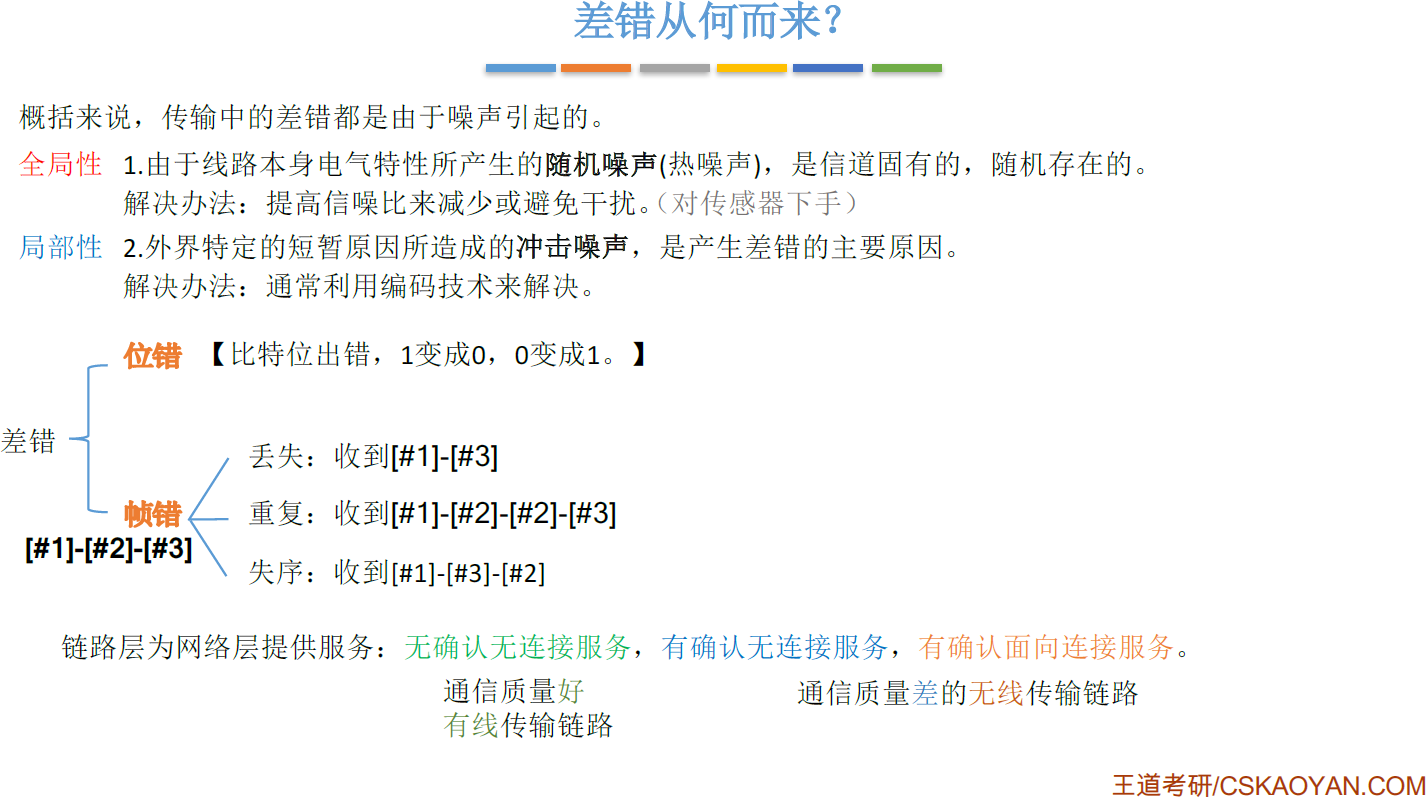 差错从何而来？
概括来说，传输中的差错都是由于噪声引起的。
全局性 1.由于线路本身电气特性所产生的随机噪声(热噪声)，是信道固有的，随机存在的。
解决办法：提高信噪比来减少或避免干扰。（对传感器下手）
局部性 2.外界特定的短暂原因所造成的冲击噪声，是产生差错的主要原因。
解决办法：通常利用编码技术来解决。
位错 【比特位出错，1变成0，0变成1。】
差错
丢失：收到[#1]-[#3]
帧错 重复：收到[#1]-[#2]-[#2]-[#3]
[#1]-[#2]-[#3]
失序：收到[#1]-[#3]-[#2]
链路层为网络层提供服务：无确认无连接服务，有确认无连接服务，有确认面向连接服务。
通信质量好 通信质量差的无线传输链路
有线传输链路
王道考研/CSKAOYAN.COM